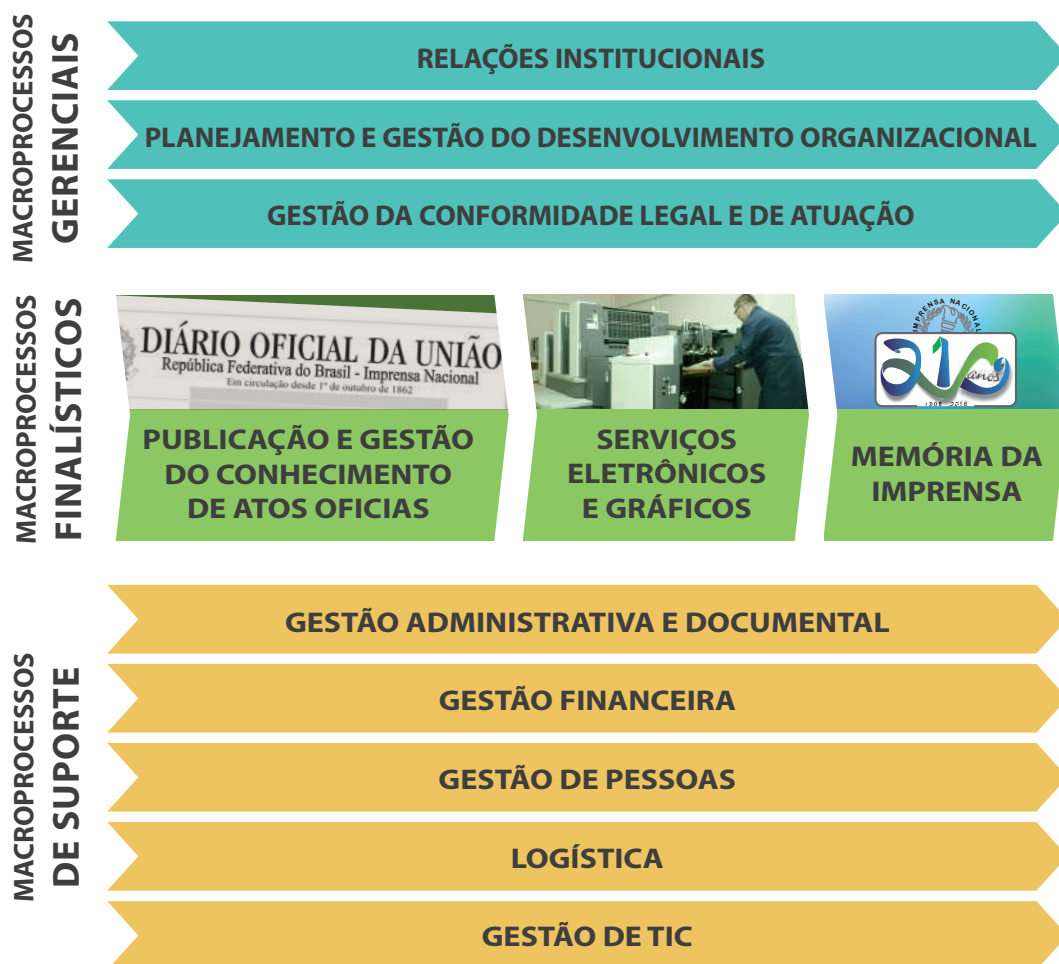 MACROPROCESSOS
GERENCIAIS
RELAÇÕES INSTITUCIONAIS
PLANEJAMENTO E GESTÃO DO DESENVOLVIMENTO ORGANIZACIONAL
GESTÃO DA CONFORMIDADE LEGAL E DE ATUAÇÃO
MACROPROCESSOS
FINALÍSTICOS
DIÁRIO OFICIAL DA UNIÃO
República Federativa do Brasil - Imprensa Nacional
Em circulação desde 1º de outubro de 1862
PUBLICAÇÃO E GESTÃO
DO CONHECIMENTO
DE ATOS OFICIAS
SERVIÇOS
ELETRÔNICOS
E GRÁFICOS
IMPRENSA NACIONAL
210
anos
1808 2018
MEMÓRIA DA
IMPRENSA
MACROPROCESSOS
DE SUPORTE
GESTÃO ADMINISTRATIVA E DOCUMENTAL
GESTÃO FINANCEIRA
GESTÃO DE PESSOAS
LOGÍSTICA
GESTÃO DE TIC